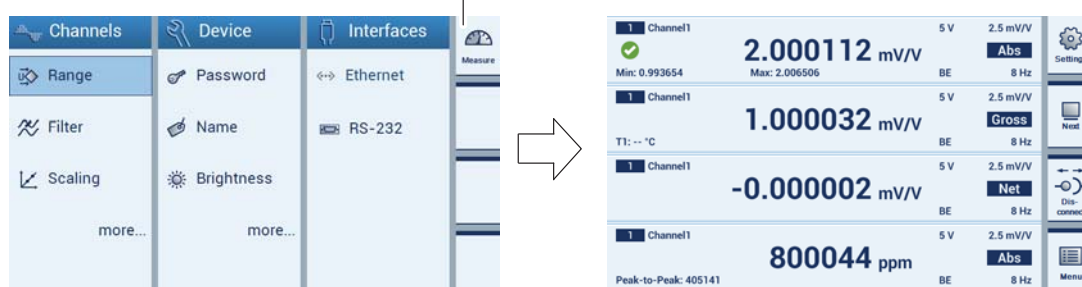 Channels Device Interfaces
Measure
Range Password Ethernet
Filter Name RS-232
Scaling Brightness
more... more...
1 Channel1 5 V 2.5 mV/V
2.000112 mV/V Abs
Min: 0.993654 Max: 2.006506 BE 8 Hz
Setting
1 Channel1 5 V 2.5 mV/V
1.000032 mV/V Gross
T1: -- °C BE 8 Hz
Next
1 Channel1 5 V 2.5 mV/V
-0.000002 mV/V Net
BE 8 Hz
Dis-
connec
1 Channel1 5 V 2.5 mV/V
800044 ppm Abs
Peak-to-Peak: 405141 BE 8 Hz
Menu